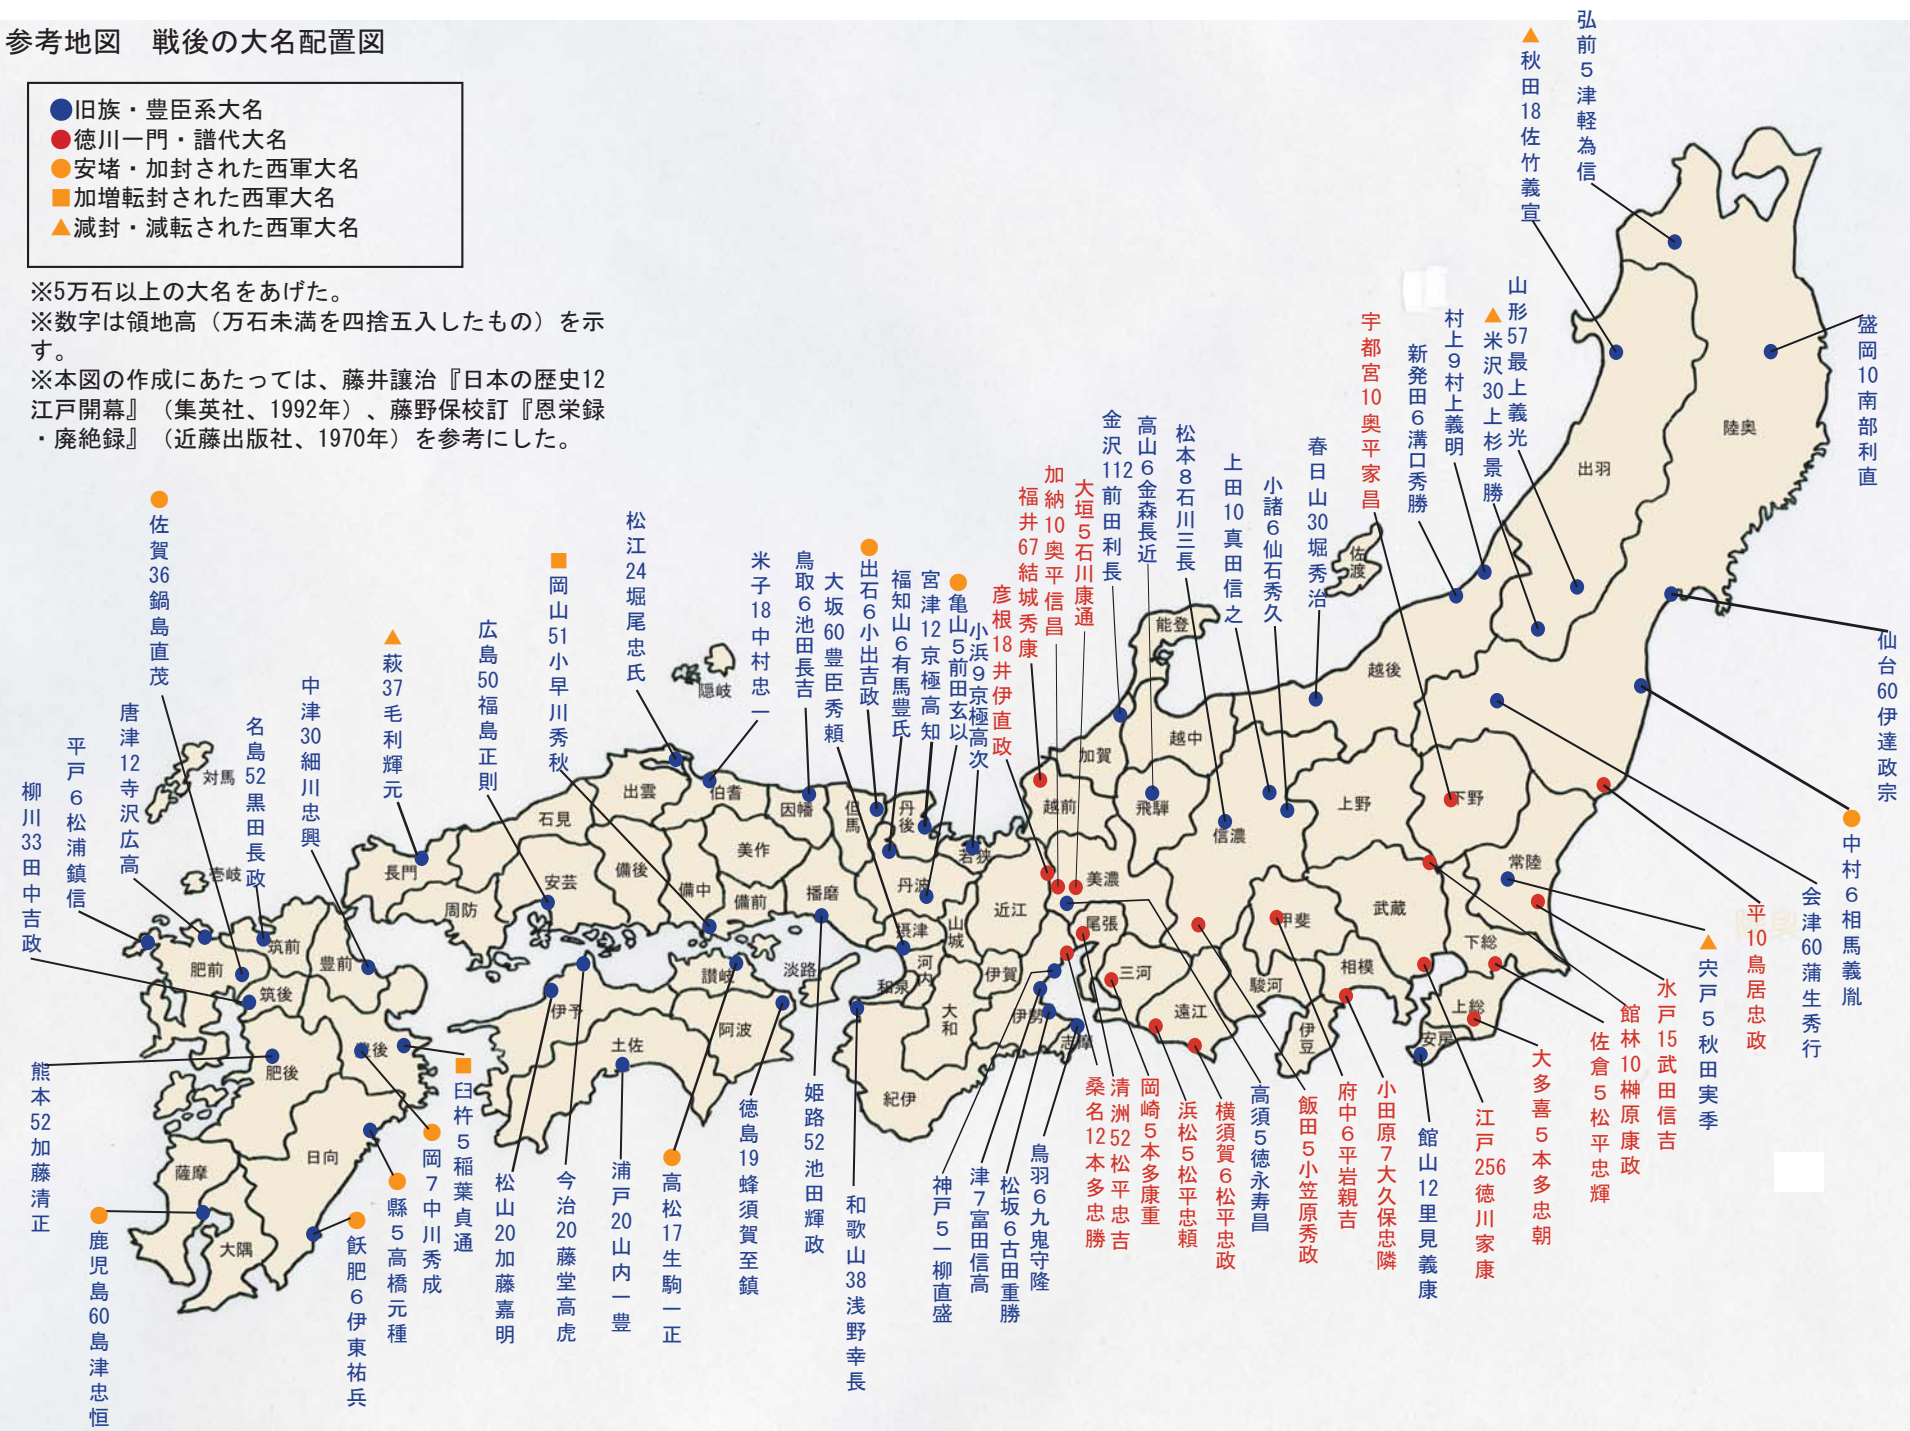 参考地図　戦後の大名配置図
●旧族・豊臣系大名
●徳川一門・譜代大名
●安堵・加封された西軍大名
■加増転封された西軍大名
▲減封・減転された西軍大名
※5万石以上の大名をあげた。
※数字は領地高（万石未満を四捨五入したもの）を示
す。
※本図の作成にあたっては、藤井讓治『日本の歴史12
江戸開幕』（集英社、1992年）、藤野保校訂『恩栄録
・廃絶録』（近藤出版社、1970年）を参考にした。
弘前５津軽為信
秋田18佐竹義宣
盛岡10南部利直
山形57最上義光
米沢30上杉景勝
村上９村上義明
新発田６溝口秀勝
宇都宮10奥平家昌
春日山30堀秀治
小諸６仙石秀久
上田10真田信之
松本８石川三長
高山６金森長近
金沢112前田利長
大垣５石川康通
加納10奥平信昌
福井67結城秀康
彦根18井伊直政
小浜９京極高次
亀山５前田玄以
宮津12京極高知
福知山６有馬豊氏
出石６小出吉政
大坂60豊臣秀頼
鳥取６池田長吉
米子18中村忠一
松江24堀尾忠氏
岡山51小早川秀秋
広島50福島正則
萩37毛利輝元
中津30細川忠興
名島52黒田長政
佐賀36鍋島直茂
唐津12寺沢広高
平戸６松浦鎮信
柳川33田中吉政
仙台60伊達政宗
中村６相馬義胤
会津60蒲生秀行
平10鳥居忠政
宍戸５秋田実季
水戸15武田信吉
館林10榊原康政
佐倉５松平忠輝
大多喜５本多忠朝
江戸256徳川家康
館山12里見義康
小田原７大久保忠隣
府中６平岩親吉
飯田５小笠原秀政
高須５徳永寿昌
横須賀６松平忠政
浜松５松平忠頼
岡崎５本多康重
清洲52松平忠吉
桑名12本多忠勝
鳥羽６九鬼守隆
松坂６古田重勝
津７富田信高
神戸５一柳直盛
和歌山38浅野幸長
姫路52池田輝政
徳島19蜂須賀至鎮
高松17生駒一正
浦戸20山内一豊
今治20藤堂高虎
松山20加藤嘉明
臼杵５稲葉貞通
岡７中川秀成
縣５高橋元種
飫肥６伊東祐兵
鹿児島60島津忠恒
熊本52加藤清正
陸奥
出羽
佐渡
越後
能登
越中
加賀
越前
飛騨
信濃
上野
下野
常陸
武蔵
下総
上総
安房
相模
甲斐
駿河
伊豆
遠江
三河
尾張
美濃
近江
若狭
丹後
丹波
但馬
因幡
伯耆
隠岐
出雲
石見
美作
備前
備中
備後
安芸
周防
長門
播磨
摂津
山城
河内
和泉
大和
伊賀
伊勢
志摩
紀伊
淡路
讃岐
阿波
伊予
土佐
対馬
壱岐
筑前
筑後
豊前
豊後
肥前
肥後
日向
薩摩
大隅